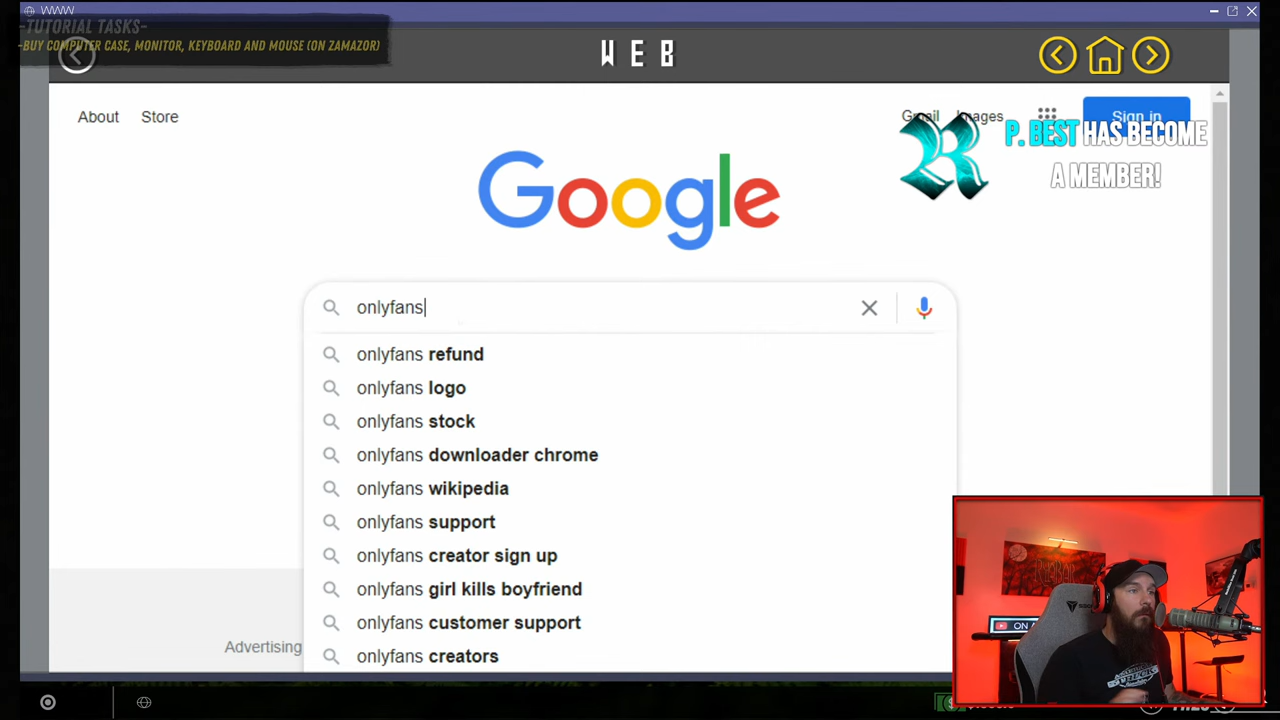 WWW
-TUTORIAL TASKS-
-BUY COMPUTER CASE, MONITOR, KEYBOARD AND MOUSE (ON ZAMAZOR)
WEB
About Store
Gmail Images Sign in
P. BEST HAS BECOME
A MEMBER!
Google
onlyfans
onlyfans refund
onlyfans logo
onlyfans stock
onlyfans downloader chrome
onlyfans wikipedia
onlyfans support
onlyfans creator sign up
onlyfans girl kills boyfriend
onlyfans customer support
onlyfans creators
Advertising
ON